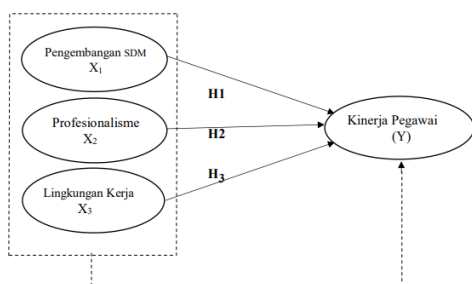 Pengembangan SDM
X1
H1
Profesionalisme
X2
H2
Kinerja Pegawai
(Y)
H3
Lingkungan Kerja
X3